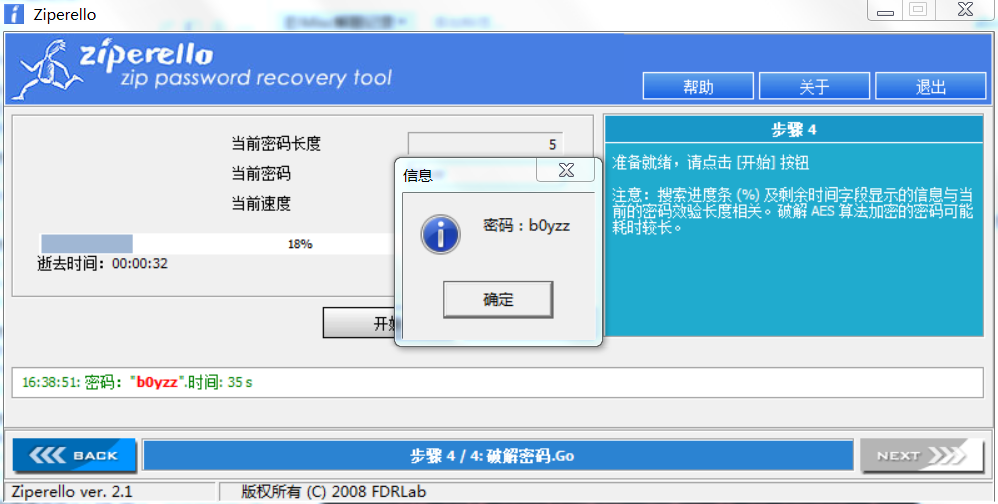 Ziperello
ziperello
zip password recovery tool
帮助
关于
退出
当前密码长度
5
当前密码
当前速度
18%
逝去时间: 00:00:32
开始
信息
密码：b0yzz
确定
步骤 4
准备就绪，请点击 [开始] 按钮
注意：搜索进度条 (%) 及剩余时间字段显示的信息与当
前的密码效验长度相关。破解 AES 算法加密的密码可能
耗时较长。
16:38:51: 密码："b0yzz".时间: 35 s
BACK
步骤 4 / 4: 破解密码.Go
NEXT
Ziperello ver. 2.1
版权所有 (C) 2008 FDRLab